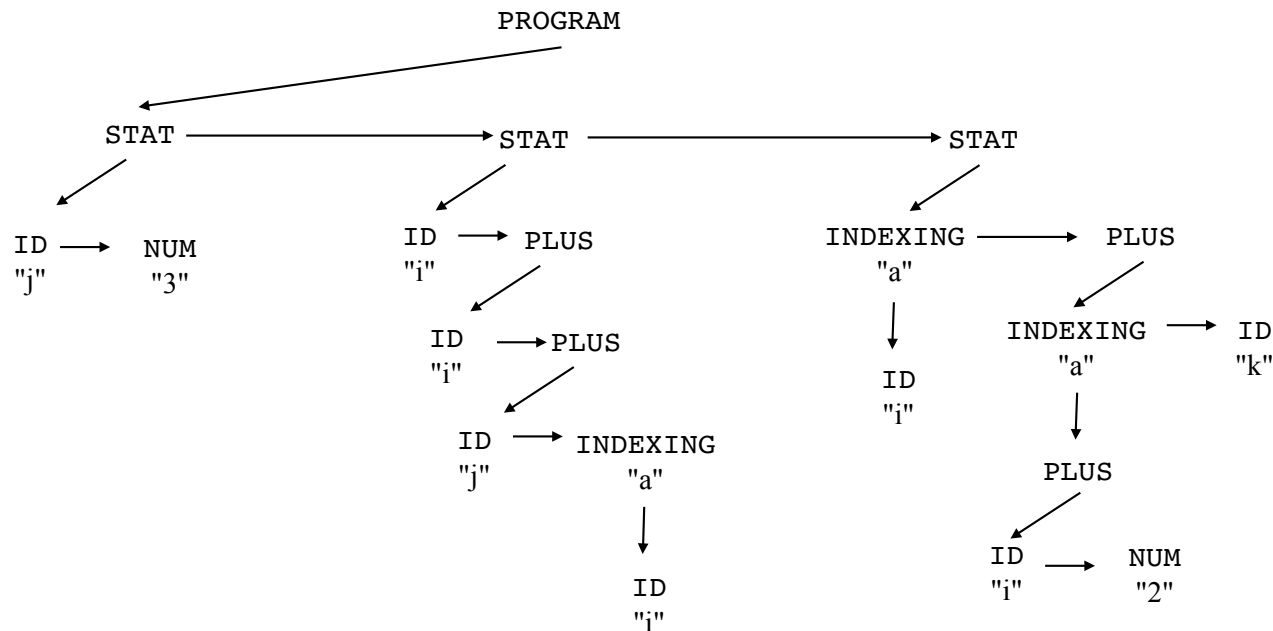 PROGRAM
STAT STAT STAT
ID NUM ID PLUS INDEXING PLUS
"j" "3" "i" "a"
ID PLUS INDEXING ID
"i" "a" "k"
ID
"i"
ID INDEXING
"j" "a"
PLUS
ID NUM
"i" "2"
ID